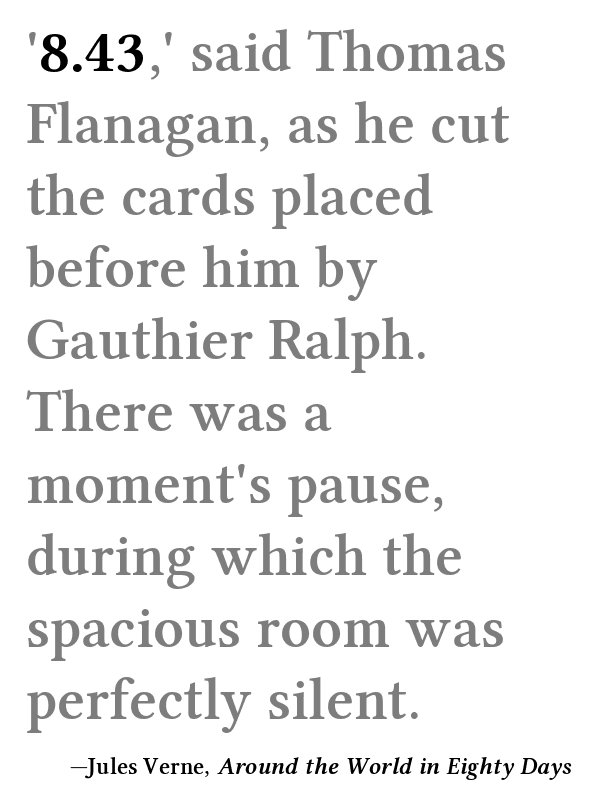 '8.43,' said Thomas
Flanagan, as he cut
the cards placed
before him by
Gauthier Ralph.
There was a
moment's pause,
during which the
spacious room was
perfectly silent.
—Jules Verne, Around the World in Eighty Days